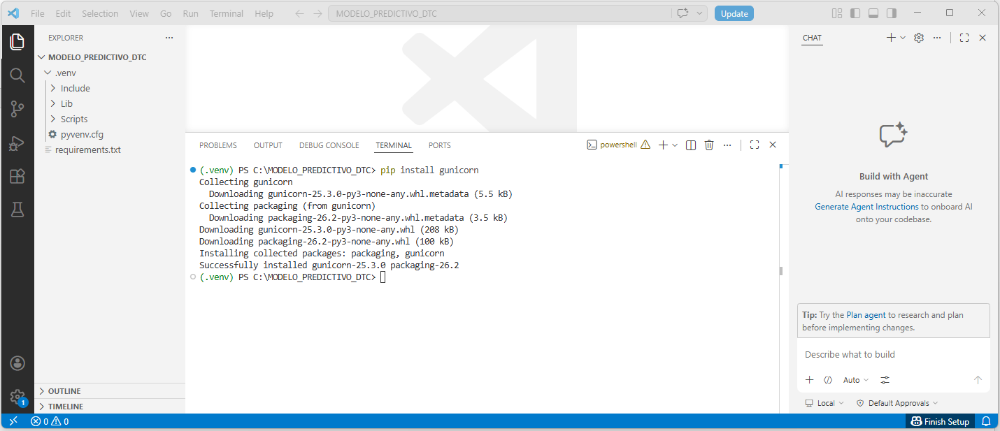 File Edit Selection View Go Run Terminal Help
MODELO_PREDICTIVO_DTC
Update
EXPLORER
MODELO_PREDICTIVO_DTC
.venv
Include
Lib
Scripts
pyvenv.cfg
requirements.txt
OUTLINE
TIMELINE
PROBLEMS OUTPUT DEBUG CONSOLE TERMINAL PORTS
powershell
(.venv) PS C:\MODELO_PREDICTIVO_DTC> pip install gunicorn
Collecting gunicorn
Downloading gunicorn-25.3.0-py3-none-any.whl.metadata (5.5 kB)
Collecting packaging (from gunicorn)
Downloading packaging-26.2-py3-none-any.whl.metadata (3.5 kB)
Downloading gunicorn-25.3.0-py3-none-any.whl (208 kB)
Downloading packaging-26.2-py3-none-any.whl (100 kB)
Installing collected packages: packaging, gunicorn
Successfully installed gunicorn-25.3.0 packaging-26.2
(.venv) PS C:\MODELO_PREDICTIVO_DTC>
CHAT
Build with Agent
AI responses may be inaccurate
Generate Agent Instructions to onboard AI
onto your codebase.
Tip: Try the Plan agent to research and plan
before implementing changes.
Describe what to build
Auto
Local Default Approvals
1
0 0
Finish Setup